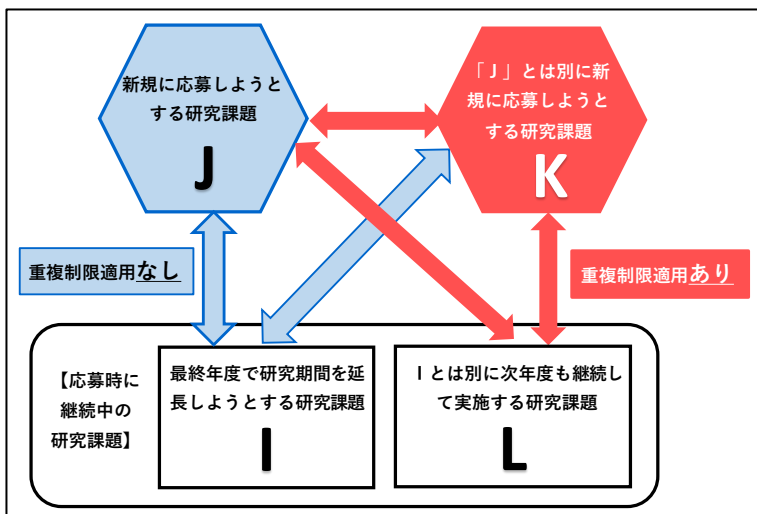 新規に応募しようと
する研究課題
J
「J」とは別に新
規に応募しようと
する研究課題
K
重複制限適用なし
重複制限適用あり
【応募時に
継続中の
研究課題】
最終年度で研究期間を延
長しようとする研究課題
I
Iとは別に次年度も継続し
て実施する研究課題
L